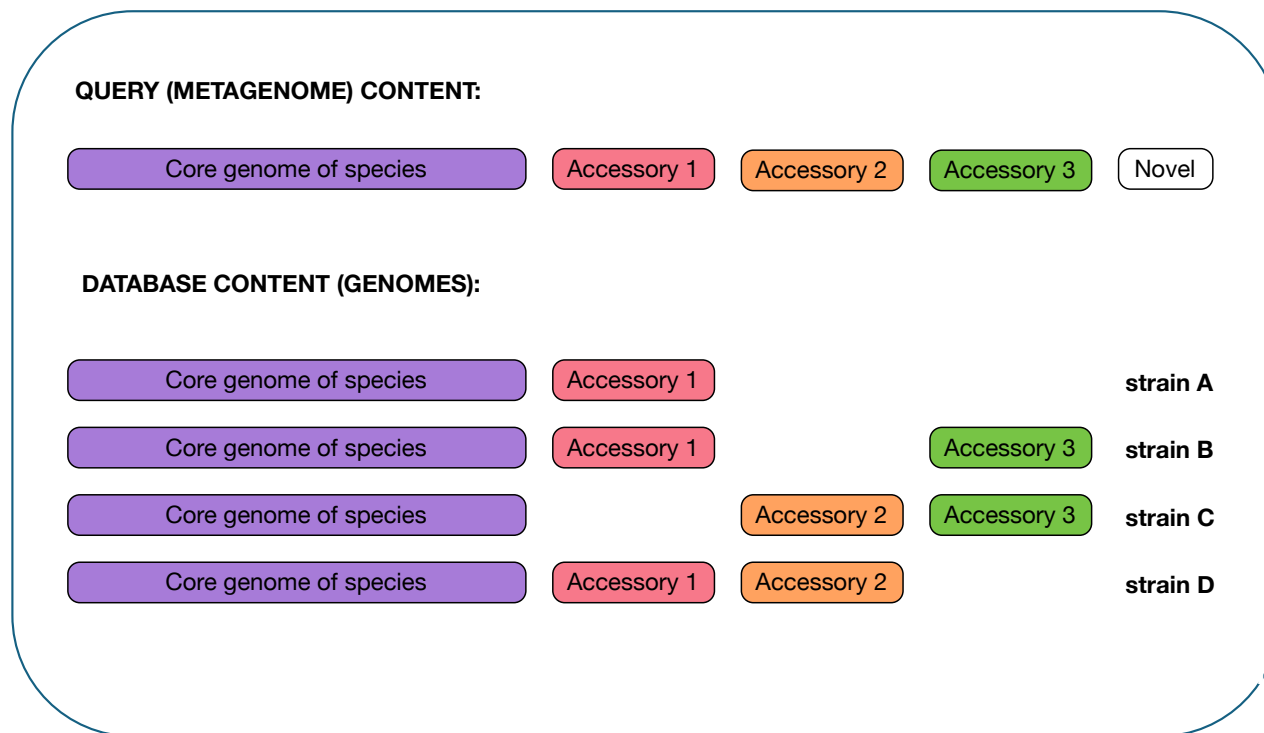 QUERY (METAGENOME) CONTENT:
Core genome of species Accessory 1 Accessory 2 Accessory 3 Novel
DATABASE CONTENT (GENOMES):
Core genome of species Accessory 1 strain A
Core genome of species Accessory 1 Accessory 3 strain B
Core genome of species Accessory 2 Accessory 3 strain C
Core genome of species Accessory 1 Accessory 2 strain D